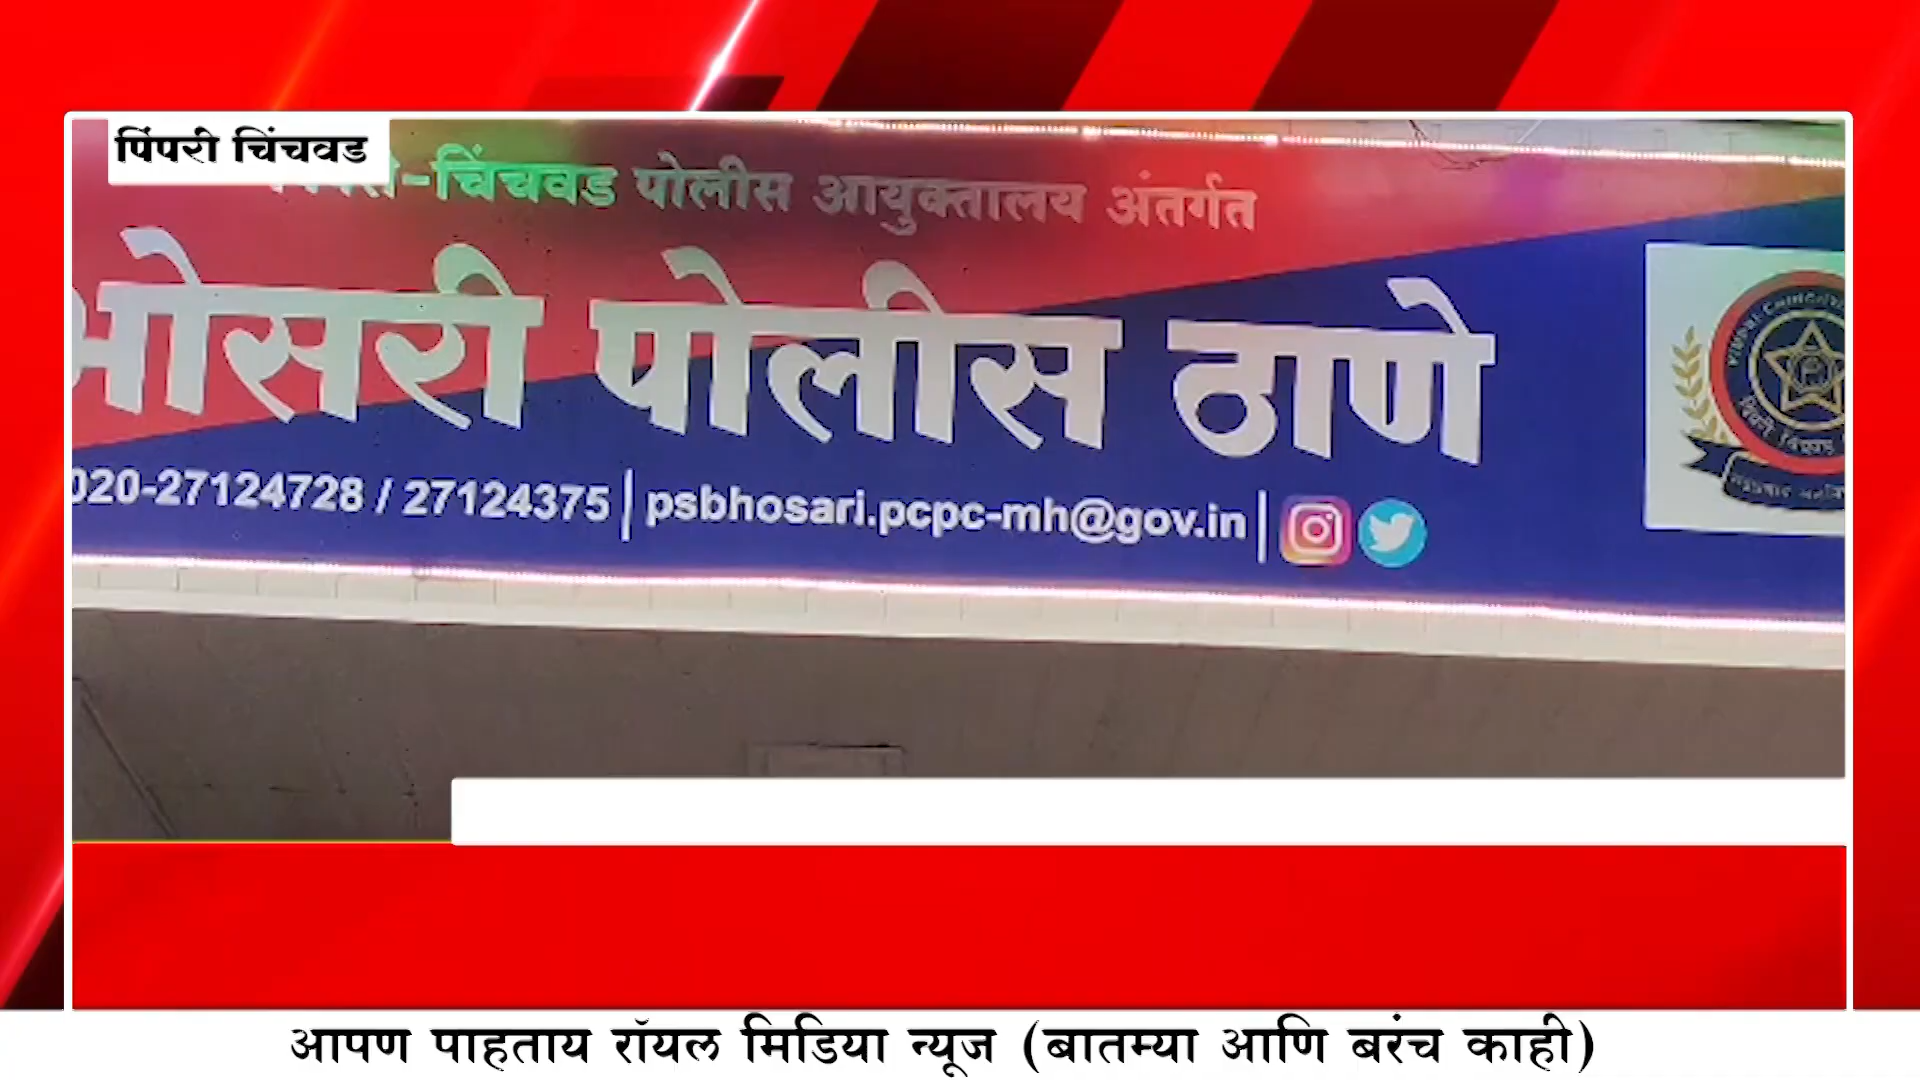 पिंपरी चिंचवड
-चिंचवड पोलीस आयुक्तालय अंतर्गत
भोसरी पोलीस ठाणे
020-27124728 / 27124375 | psbhosari.pcpc-mh@gov.in |
आपण पाहताय रॉयल मिडिया न्यूज (बातम्या आणि बरंच काही)